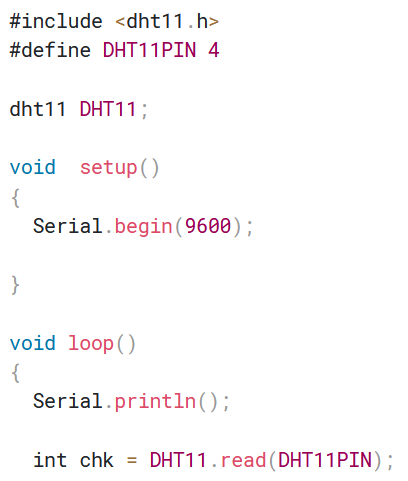 #include <dht11.h>
#define DHT11PIN 4
dht11 DHT11;
void  setup()
{
  Serial.begin(9600);
}
void loop()
{
  Serial.println();
  int chk = DHT11.read(DHT11PIN);